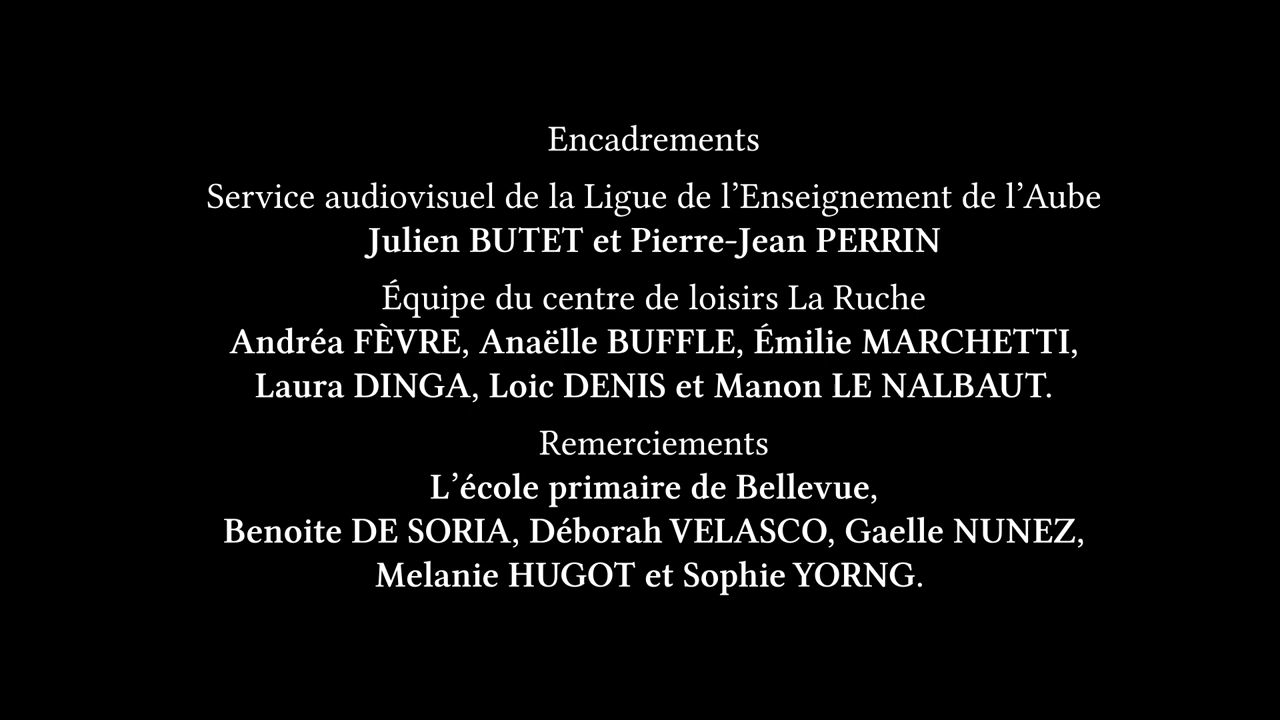 Encadrements
Service audiovisuel de la Ligue de l’Enseignement de l’Aube
Julien BUTET et Pierre-Jean PERRIN
Équipe du centre de loisirs La Ruche
Andréa FÈVRE, Anaëlle BUFFLE, Émilie MARCHETTI,
Laura DINGA, Loic DENIS et Manon LE NALBAUT.
Remerciements
L’école primaire de Bellevue,
Benoite DE SORIA, Déborah VELASCO, Gaelle NUNEZ,
Melanie HUGOT et Sophie YORNG.